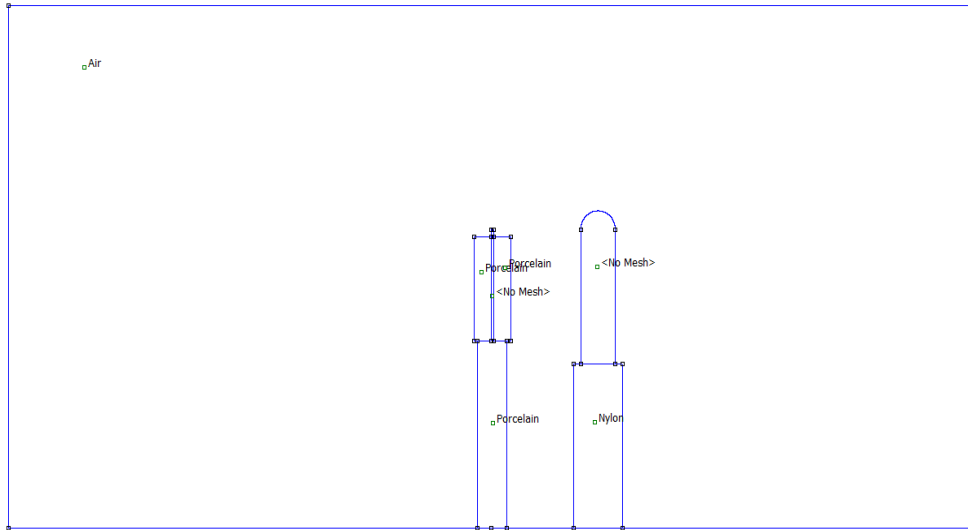 Air
Porcelain
Porcelain
<No Mesh>
<No Mesh>
Porcelain
Nylon